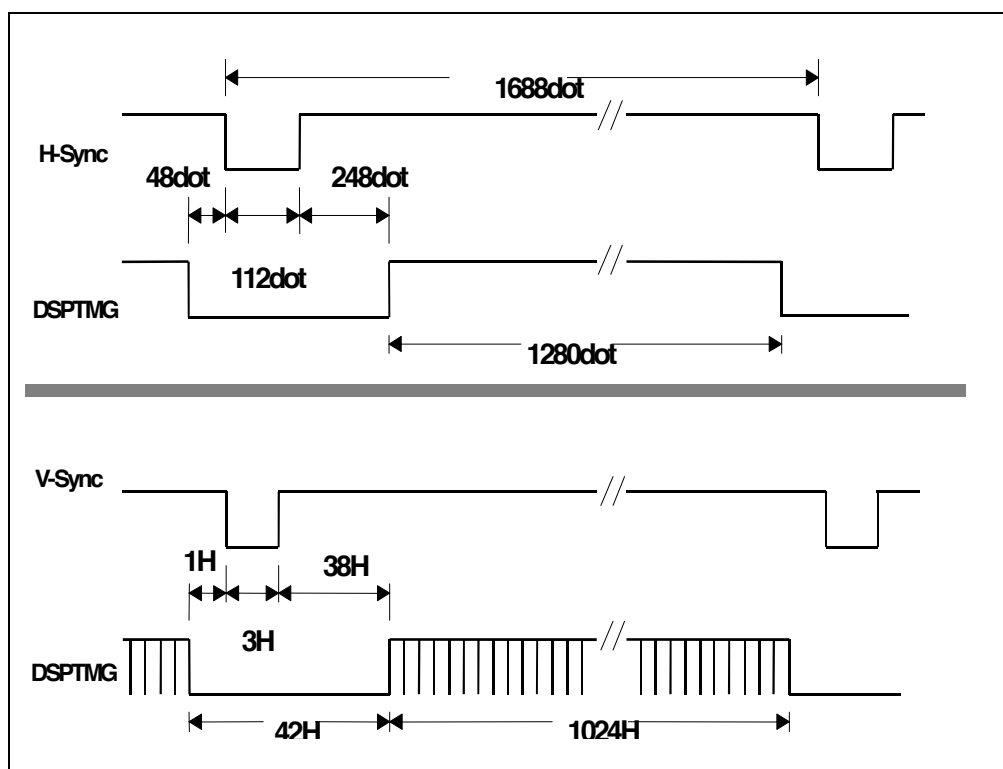 1688dot
H-Sync
48dot
248dot
112dot
DSPTMG
1280dot
V-Sync
1H
38H
3H
DSPTMG
42H
1024H